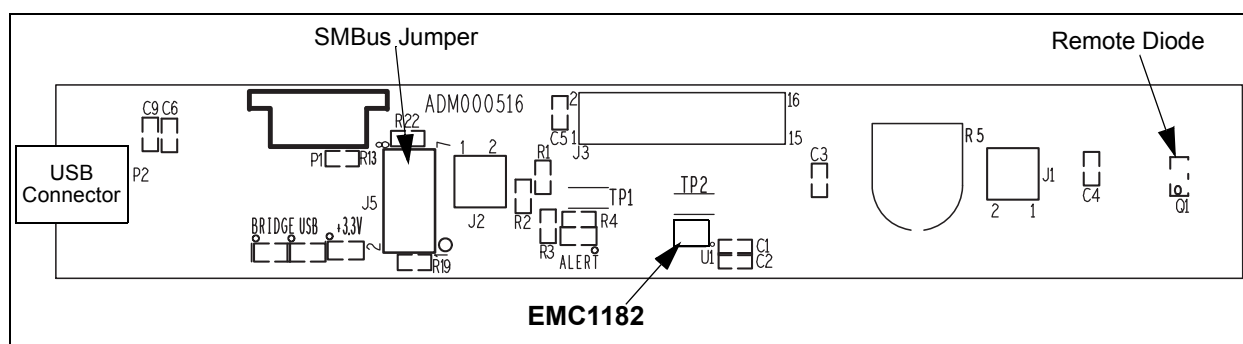 SMBus Jumper
Remote Diode
C9 C6
ADM000516
2
16
R22
C5
1
15
J3
8
7
1 2
R1
C3
R5
USB
Connector
P2
P1
R13
J1
C4
J5
TP1
TP2
2 1
Q1
J2
R2
R4
BRIDGE USB +3.3V
2
R3
U1
C1
C2
R19
ALERT
EMC1182